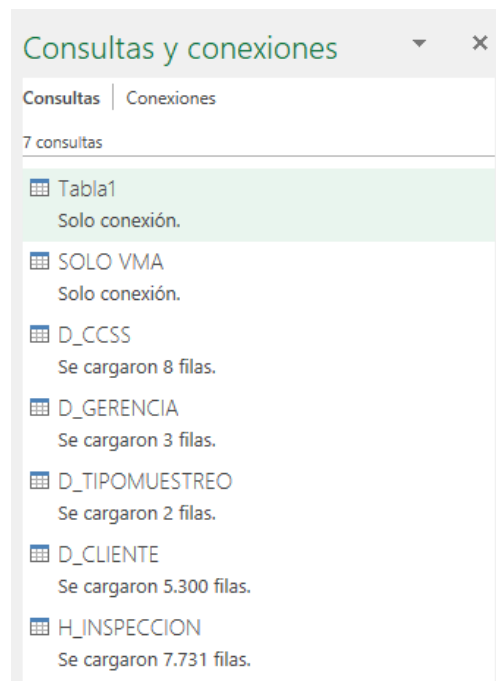 Consultas y conexiones
Consultas | Conexiones
7 consultas
Tabla1
Solo conexión.
SOLO VMA
Solo conexión.
D_CCSS
Se cargaron 8 filas.
D_GERENCIA
Se cargaron 3 filas.
D_TIPOMUESTREO
Se cargaron 2 filas.
D_CLIENTE
Se cargaron 5.300 filas.
H_INSPECCION
Se cargaron 7.731 filas.